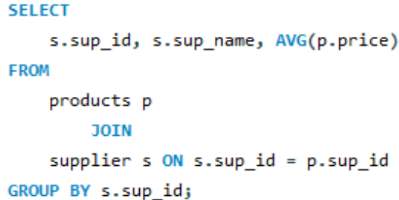 SELECT
s.sup_id, s.sup_name, AVG(p.price)
FROM
products p
JOIN
supplier s ON s.sup_id = p.sup_id
GROUP BY s.sup_id;